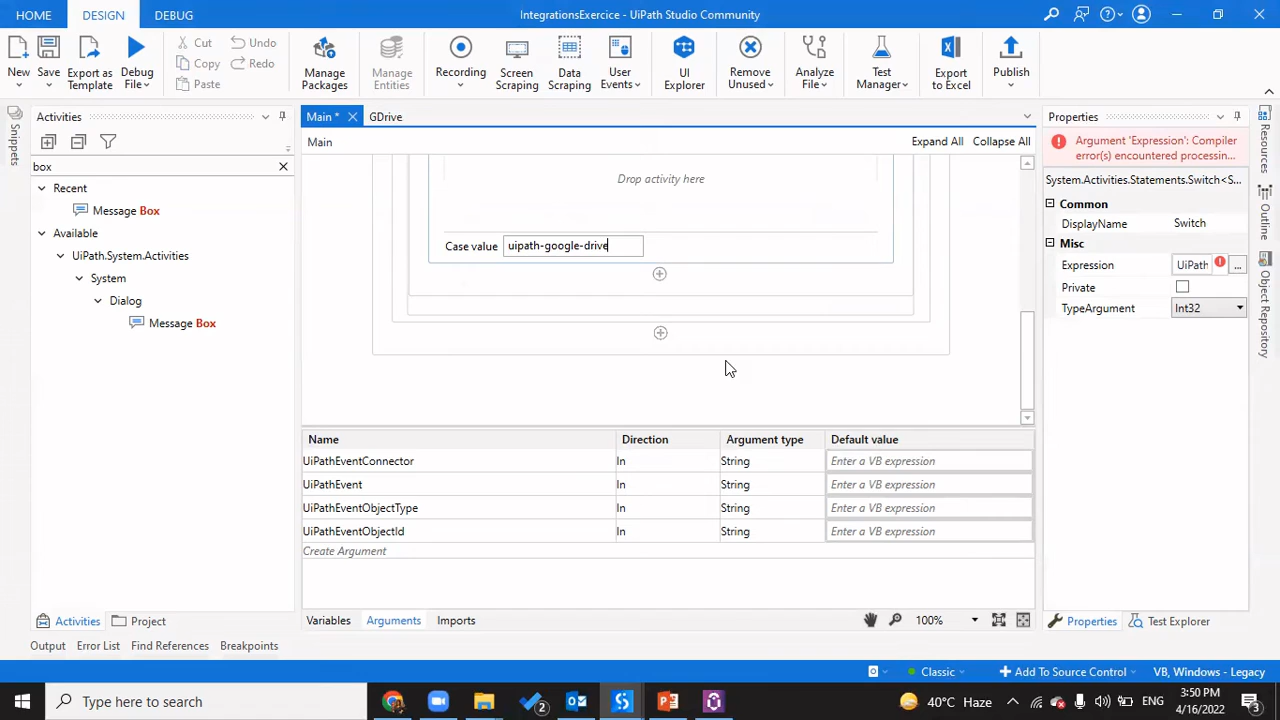 HOME
DESIGN
DEBUG
IntegrationsExercice - UiPath Studio Community
New
Save
Export as Template
Debug File
Cut
Copy
Paste
Undo
Redo
Manage Packages
Manage Entities
Recording
Screen Scraping
Data Scraping
User Events
UI Explorer
Remove Unused
Analyze File
Test Manager
Export to Excel
Publish
Snippets
Activities
box
Recent
Message Box
Available
UiPath.System.Activities
System
Dialog
Message Box
Activities
Project
Main *
GDrive
Main
Expand All
Collapse All
Drop activity here
Case value
uipath-google-drive
Name
Direction
Argument type
Default value
UiPathEventConnector
In
String
Enter a VB expression
UiPathEvent
In
String
Enter a VB expression
UiPathEventObjectType
In
String
Enter a VB expression
UiPathEventObjectId
In
String
Enter a VB expression
Create Argument
Variables
Arguments
Imports
100%
Properties
Argument 'Expression': Compiler
error(s) encountered processin...
System.Activities.Statements.Switch<S...
Common
DisplayName
Switch
Misc
Expression
UiPath
...
Private
TypeArgument
Int32
Properties
Test Explorer
Resources
Outline
Object Repository
Output
Error List
Find References
Breakpoints
Classic
Add To Source Control
VB, Windows - Legacy
Type here to search
2
40°C Haze
ENG
3:50 PM
4/16/2022
3